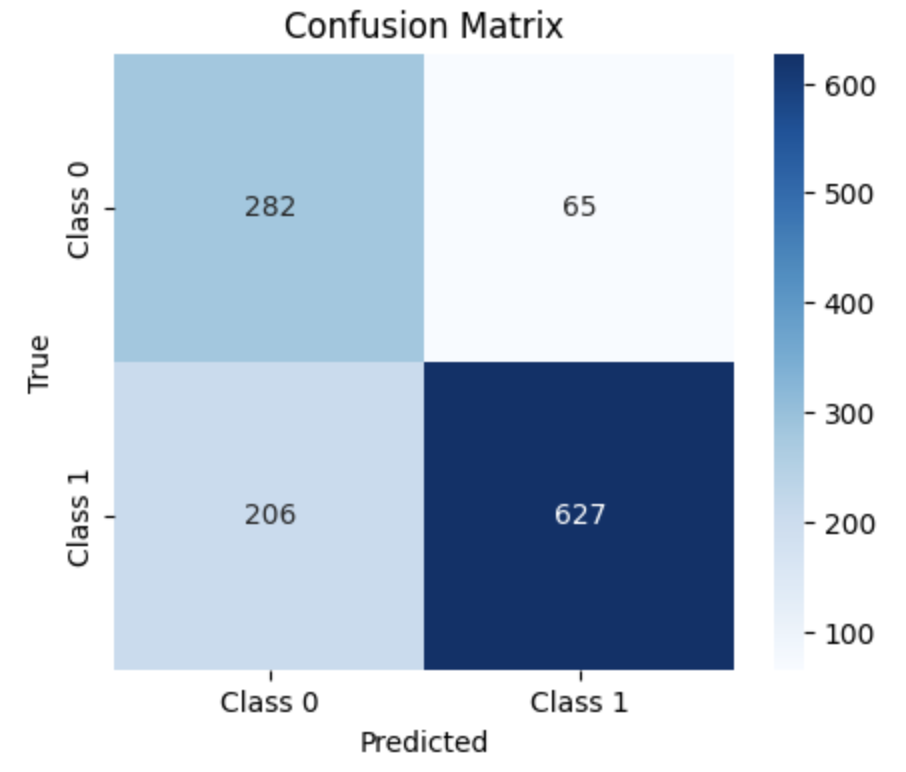 Confusion Matrix
Class 0
282
65
600
500
400
300
200
100
True
Class 1
206
627
Class 0
Class 1
Predicted